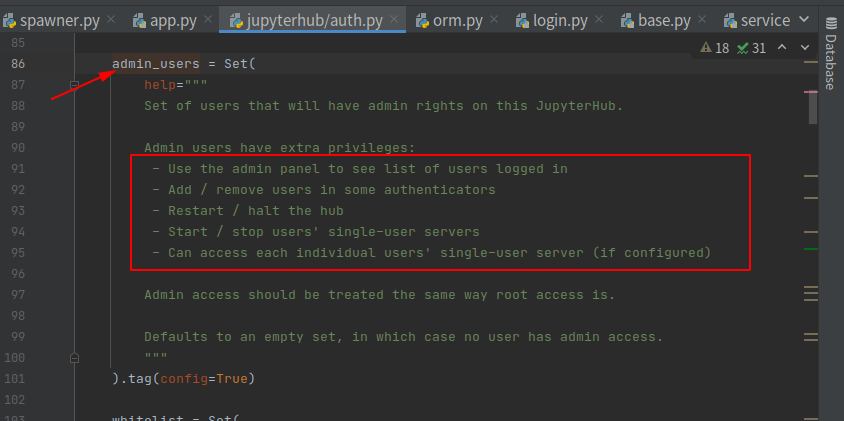 spawner.py app.py jupyterhub/auth.py orm.py login.py base.py service
85
18 31
86 admin_users = Set(
87 help="""
88 Set of users that will have admin rights on this JupyterHub.
89
90 Admin users have extra privileges:
91 - Use the admin panel to see list of users logged in
92 - Add / remove users in some authenticators
93 - Restart / halt the hub
94 - Start / stop users' single-user servers
95 - Can access each individual users' single-user server (if configured)
96
97 Admin access should be treated the same way root access is.
98
99 Defaults to an empty set, in which case no user has admin access.
100 """
101 ).tag(config=True)
102
103 whitelist = Set(
Database